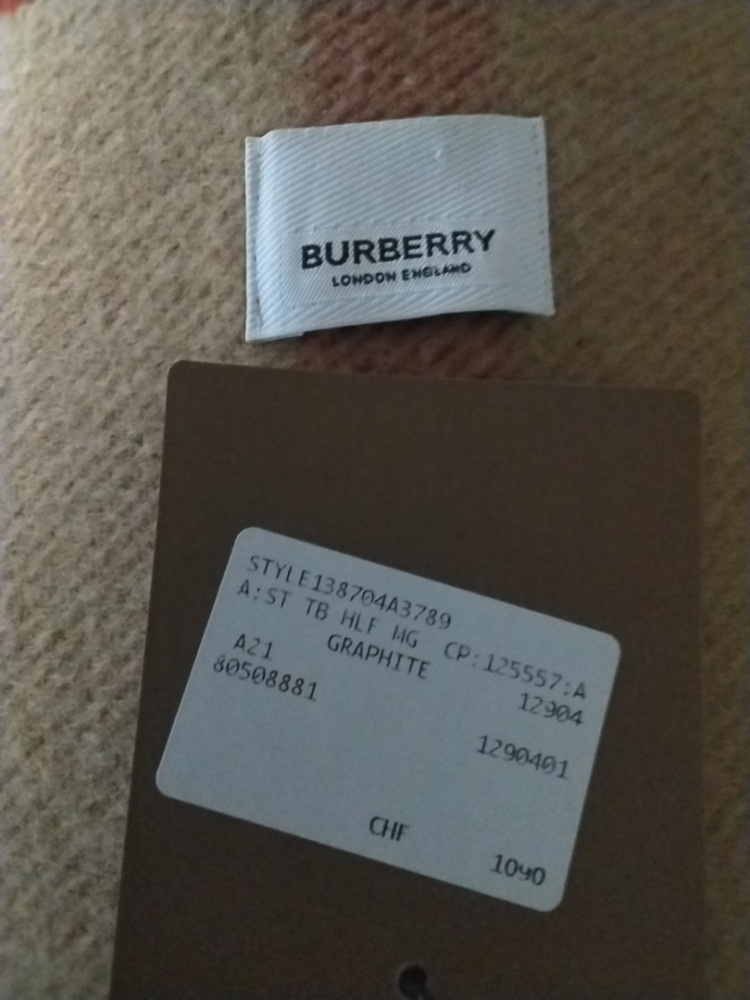 BURBERRY
LONDON ENGLAND
STYLE138704A3789
A:ST TB HLF MG CP:125557:A
A21 GRAPHITE 12904
80508881
1290401
CHF 1090